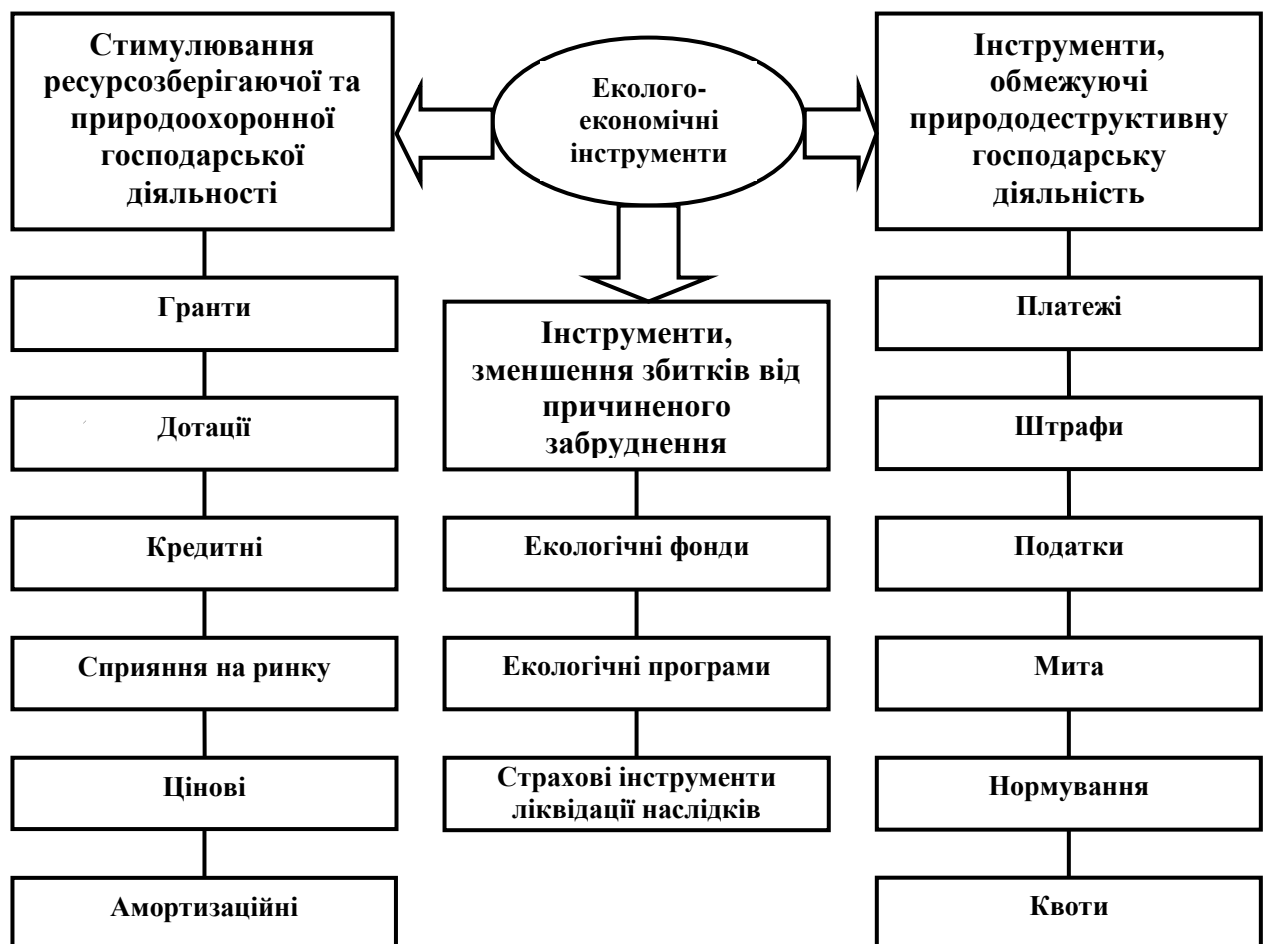 Стимулювання
ресурсозберігаючої та
природоохоронної
господарської
діяльності
Гранти
Дотації
Кредитні
Сприяння на ринку
Цінові
Амортизаційні
Еколого-
економічні
інструменти
Інструменти,
зменшення збитків від
причиненого
забруднення
Екологічні фонди
Екологічні програми
Страхові інструменти
ліквідації наслідків
Інструменти,
обмежуючі
природодеструктивну
господарську
діяльність
Платежі
Штрафи
Податки
Мита
Нормування
Квоти